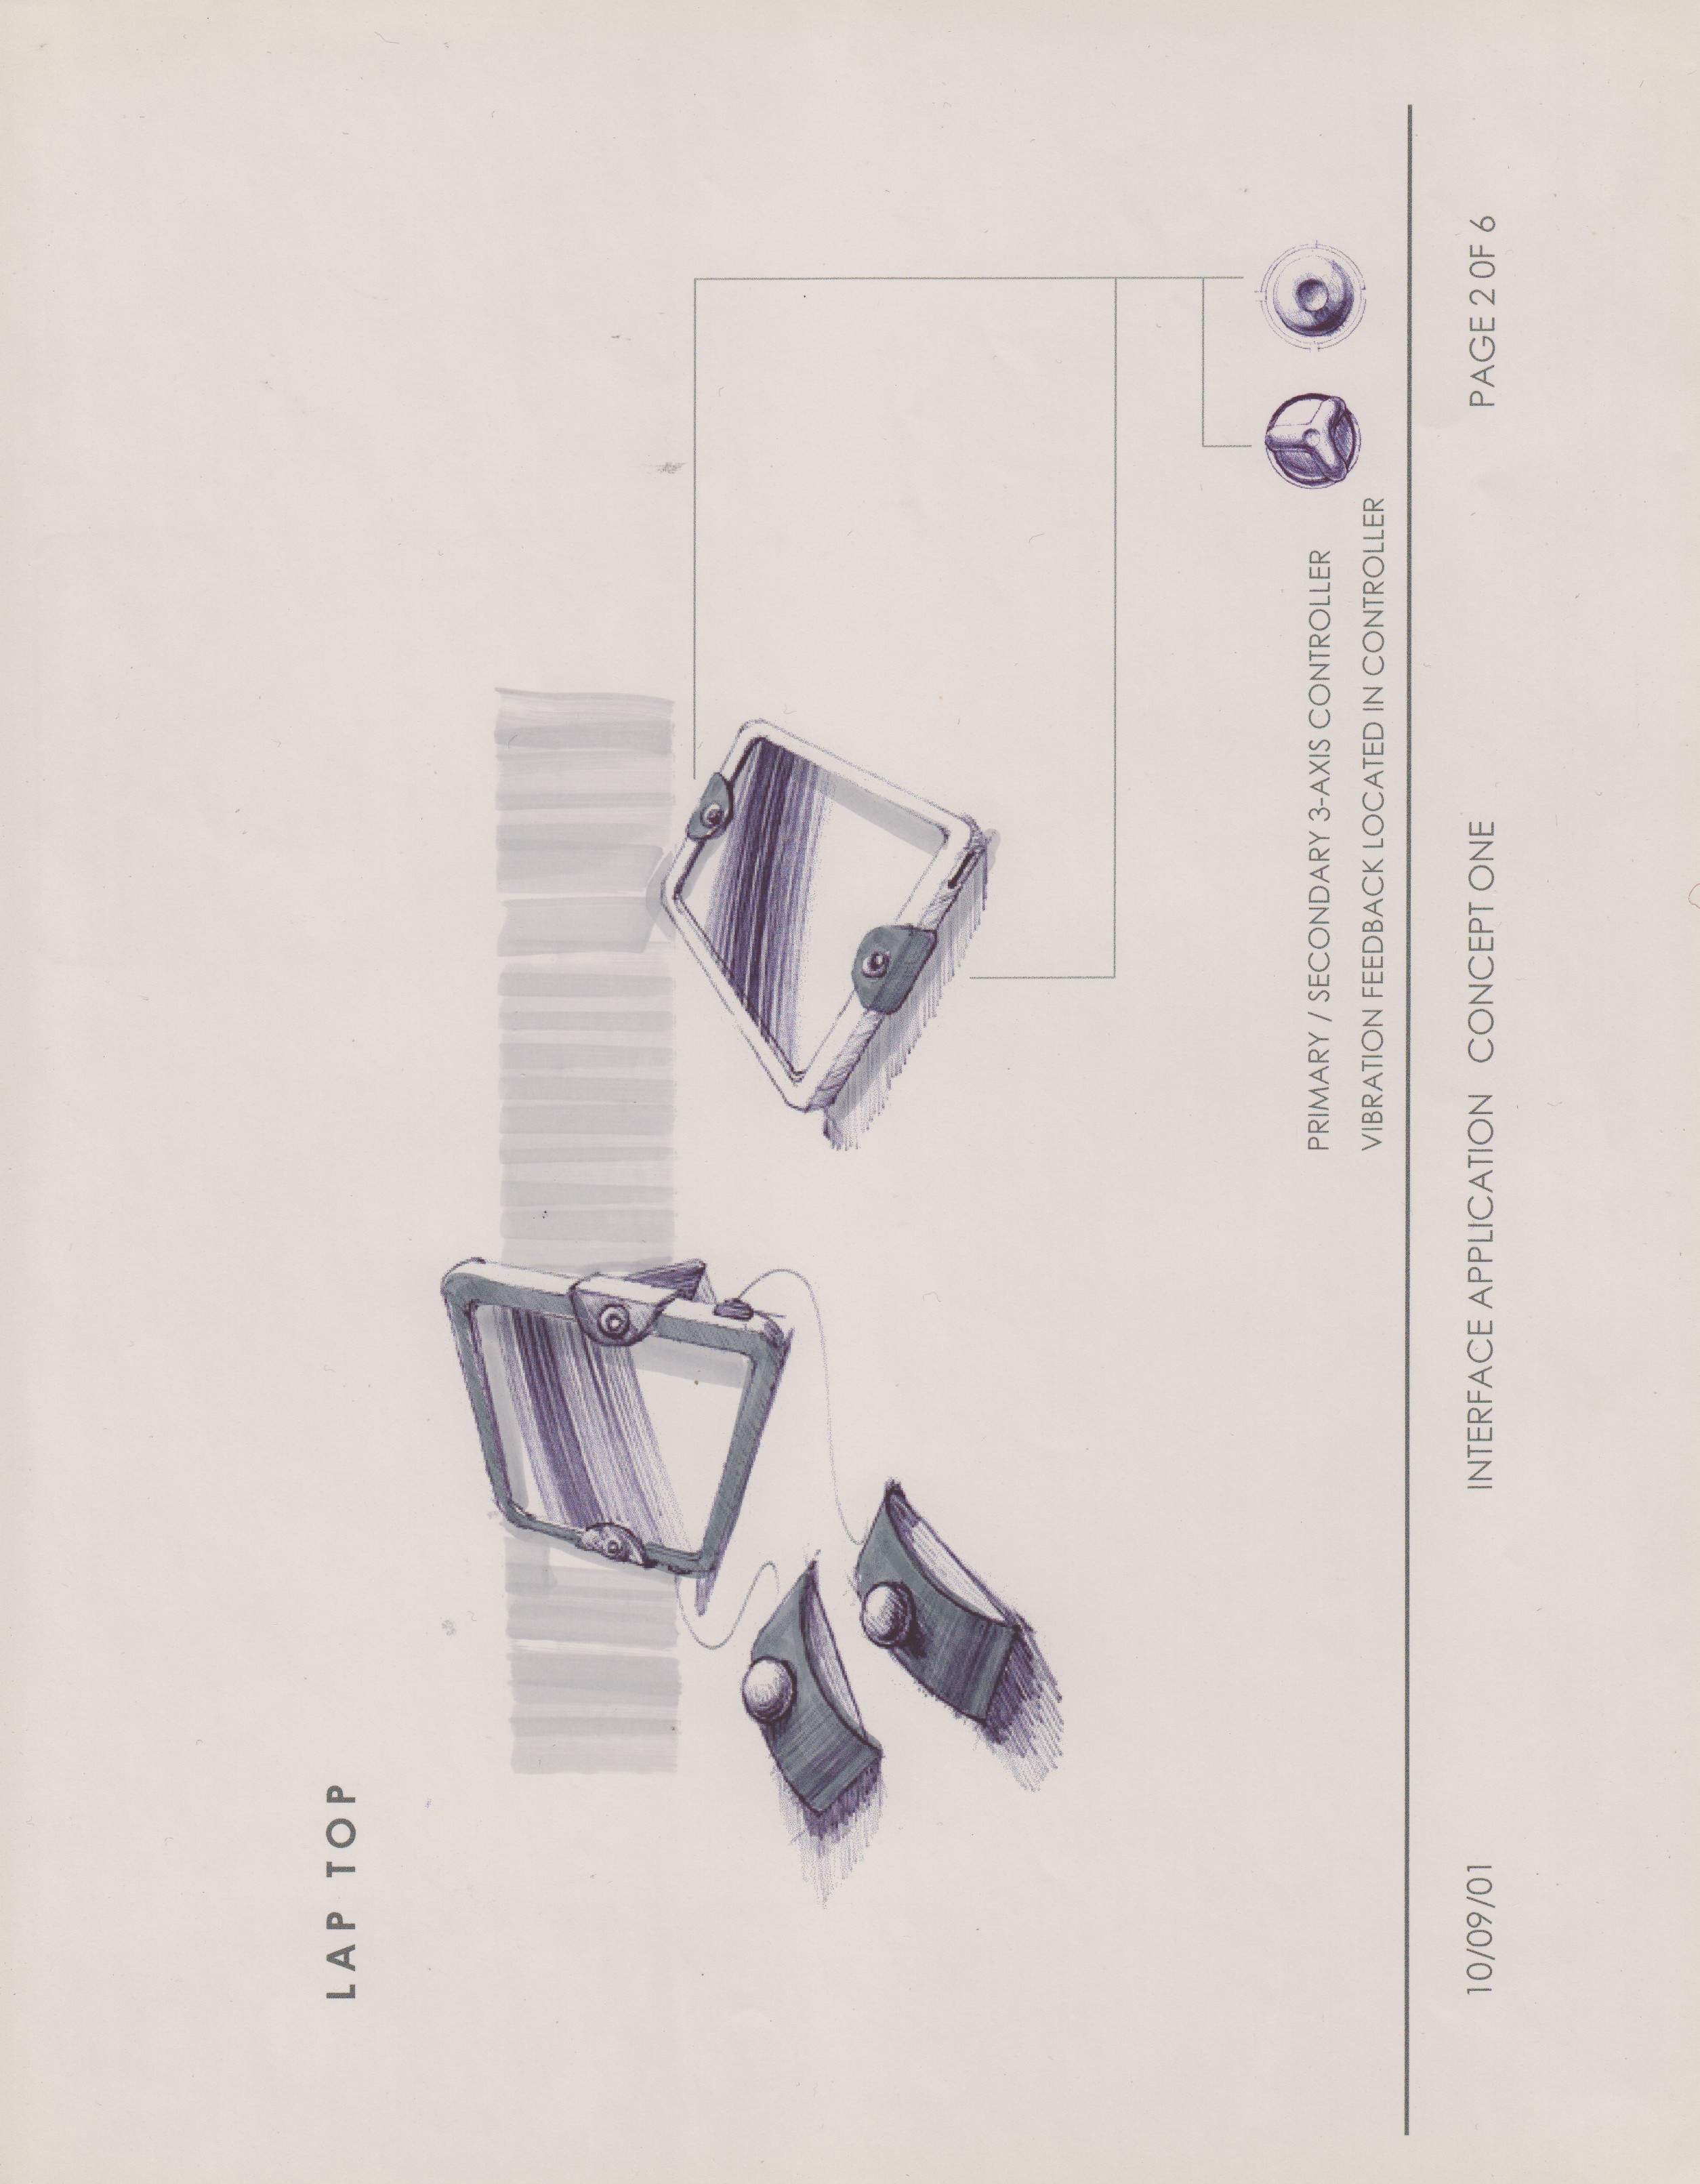 LAP TOP
PRIMARY / SECONDARY 3-AXIS CONTROLLER
VIBRATION FEEDBACK LOCATED IN CONTROLLER
10/09/01 INTERFACE APPLICATION CONCEPT ONE PAGE 2 OF 6